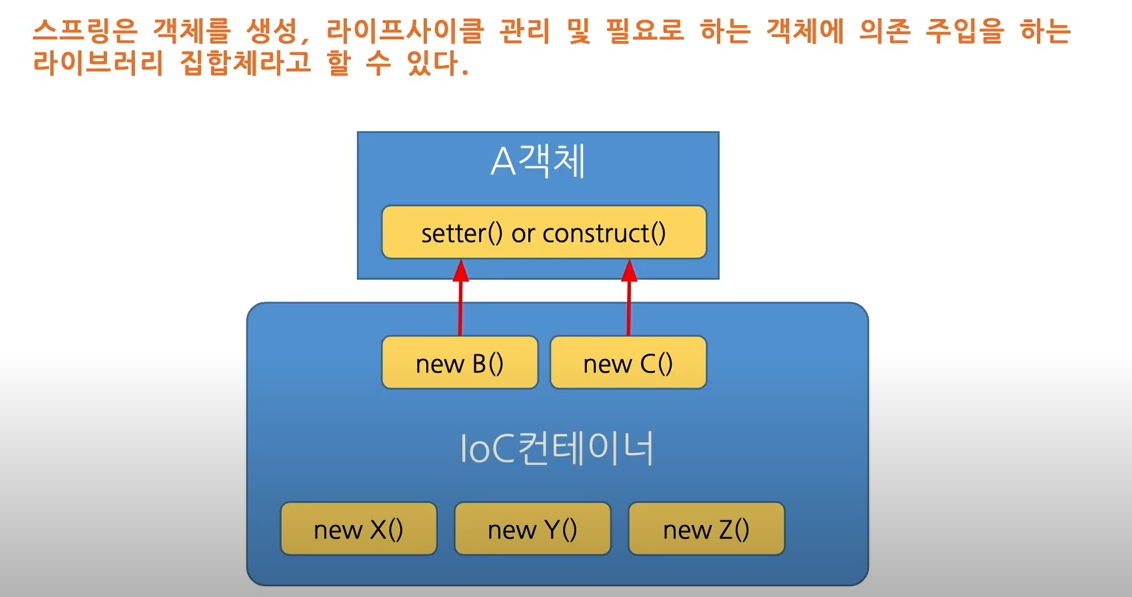 스프링은 객체를 생성, 라이프사이클 관리 및 필요로 하는 객체에 의존 주입을 하는
라이브러리 집합체라고 할 수 있다.
A객체
setter() or construct()
new B()
new C()
IoC컨테이너
new X()
new Y()
new Z()